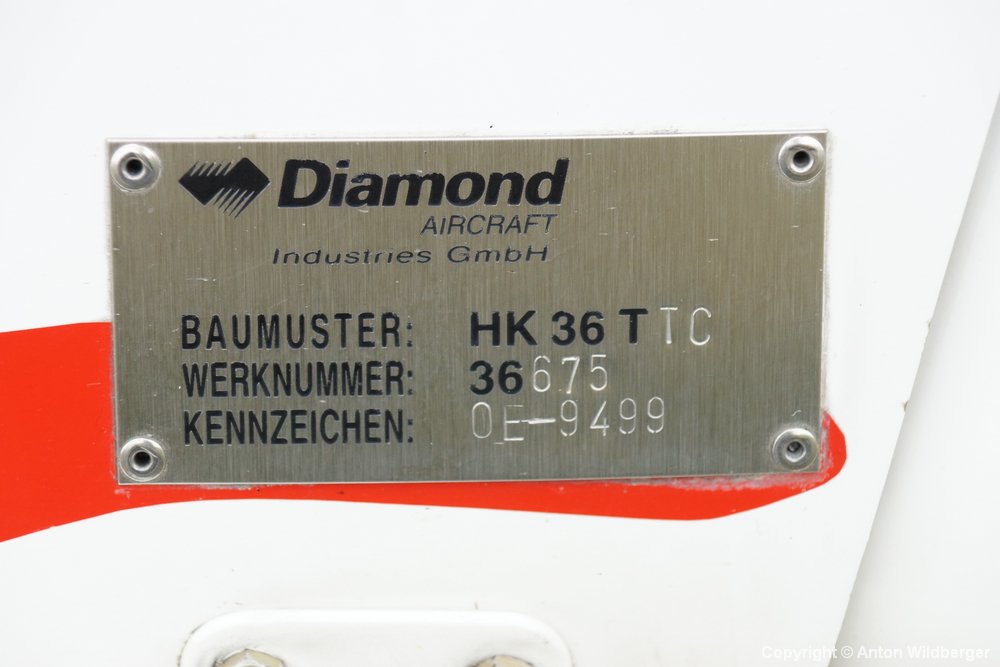 Diamond
AIRCRAFT
Industries GmbH
BAUMUSTER: HK 36 TTC
WERKNUMMER: 36675
KENNZEICHEN: OE-9499
Copyright © Anton Wildberger